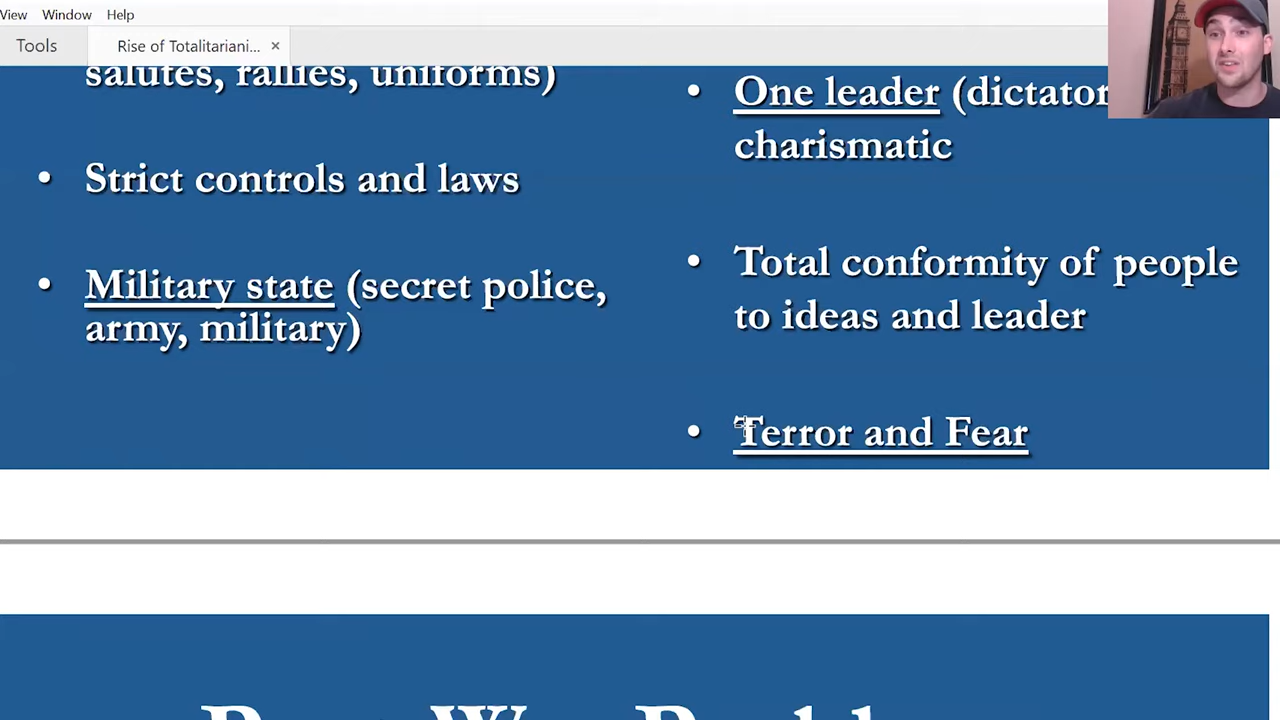 View Window Help
Tools Rise of Totalitariani... ×
salutes, rallies, uniforms)
• Strict controls and laws
• Military state (secret police,
army, military)
• One leader (dictator
charismatic
• Total conformity of people
to ideas and leader
• Terror and Fear